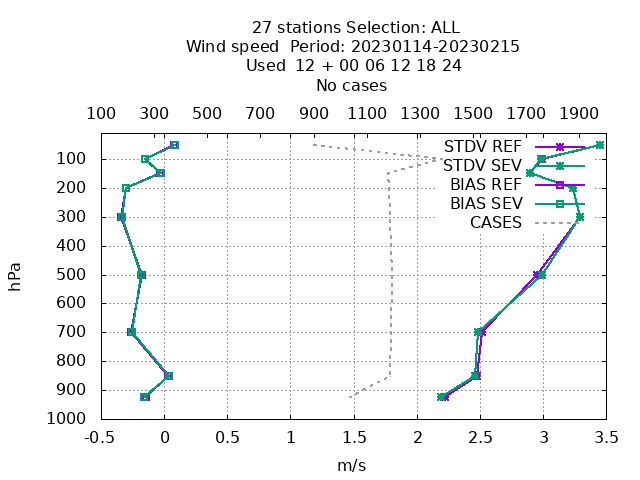 27 stations Selection: ALL
Wind speed  Period: 20230114-20230215
Used  12 + 00 06 12 18 24
No cases
100 300 500 700 900 1100 1300 1500 1700 1900
STDV REF
STDV SEV
BIAS REF
BIAS SEV
CASES
hPa
100
200
300
400
500
600
700
800
900
1000
-0.5 0 0.5 1 1.5 2 2.5 3 3.5
m/s